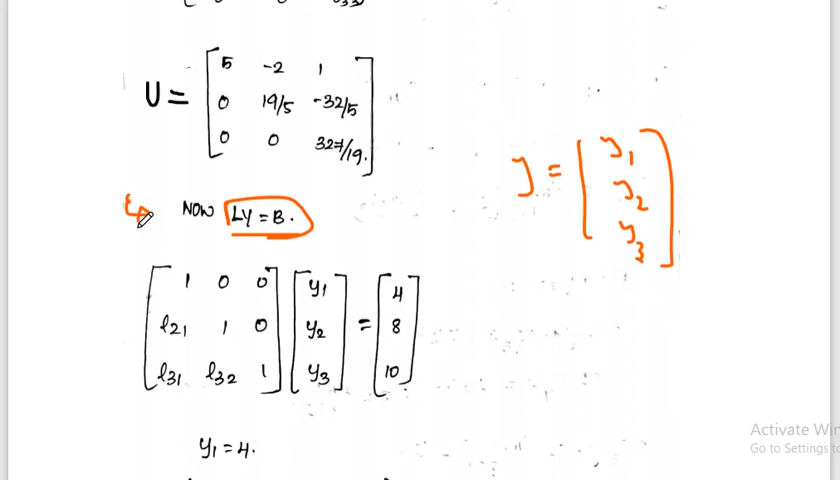 U = [ 5 -2 1
0 19/5 -32/5
0 0 327/19. ]
y = [ y1
y2
y3 ]
NOW LY = B.
[ 1 0 0 ] [ y1 ] [ 4 ]
[ l21 1 0 ] [ y2 ] = [ 8 ]
[ l31 l32 1 ] [ y3 ] [ 10 ]
y1 = 4.
Activate Win
Go to Settings to